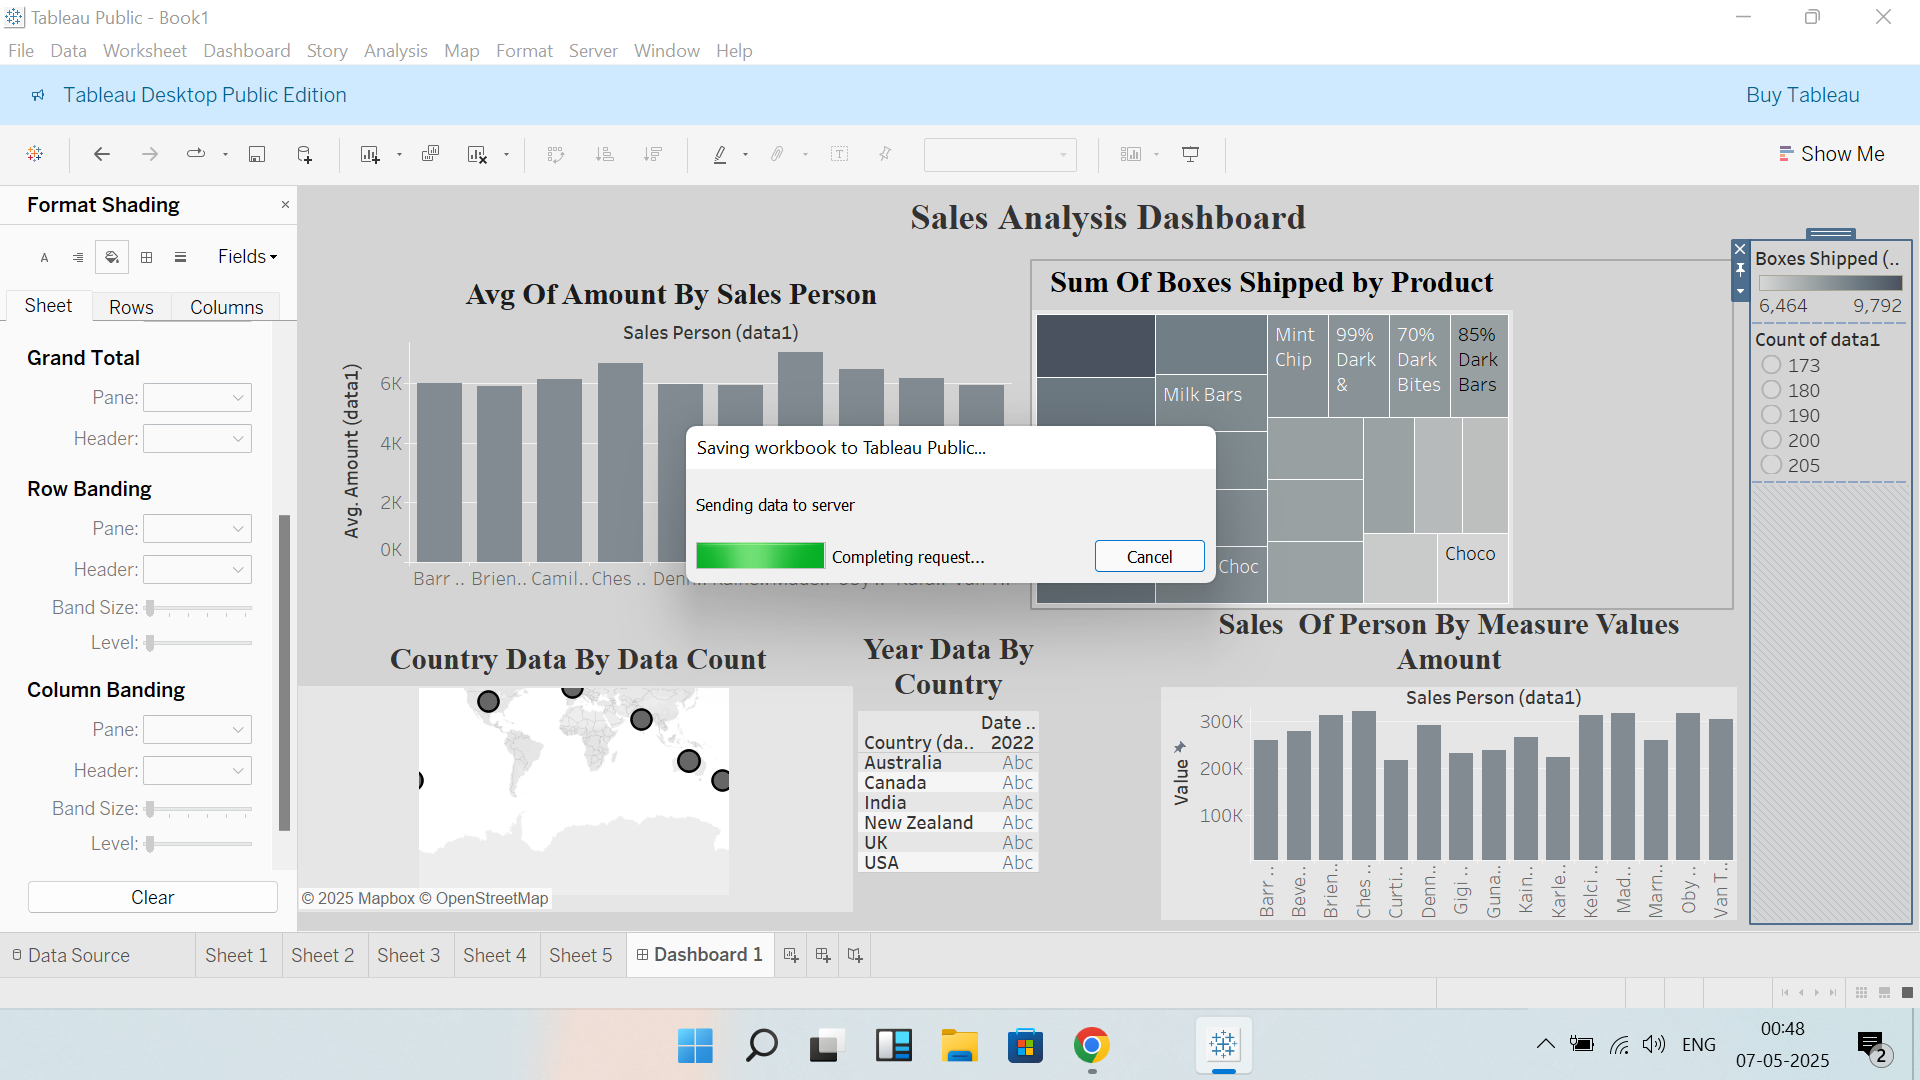 Tableau Public - Book1
File Data Worksheet Dashboard Story Analysis Map Format Server Window Help
Tableau Desktop Public Edition
Buy Tableau
Show Me
Format Shading
Fields
Sheet Rows Columns
Grand Total
Pane:
Header:
Row Banding
Pane:
Header:
Band Size:
Level:
Column Banding
Pane:
Header:
Band Size:
Level:
Clear
Sales Analysis Dashboard
Avg Of Amount By Sales Person
Sales Person (data1)
Avg. Amount (data1)
6K
4K
2K
0K
Barr .. Brien.. Camil.. Ches ..
Sum Of Boxes Shipped by Product
Mint Chip
99% Dark &
70% Dark Bites
85% Dark Bars
Milk Bars
Choc
Choco
Boxes Shipped (..
6,464 9,792
Count of data1
173
180
190
200
205
Saving workbook to Tableau Public...
Sending data to server
Completing request...
Cancel
Country Data By Data Count
© 2025 Mapbox © OpenStreetMap
Year Data By
Country
Date ..
Country (da.. 2022
Australia Abc
Canada Abc
India Abc
New Zealand Abc
UK Abc
USA Abc
Sales Of Person By Measure Values
Amount
Sales Person (data1)
Value
300K
200K
100K
Barr .. Beve.. Brien.. Ches .. Curti.. Denn.. Gigi .. Guna.. Kain.. Karle.. Kelci .. Mad.. Marn.. Oby .. Van T..
Data Source Sheet 1 Sheet 2 Sheet 3 Sheet 4 Sheet 5 Dashboard 1
ENG
00:48
07-05-2025
2